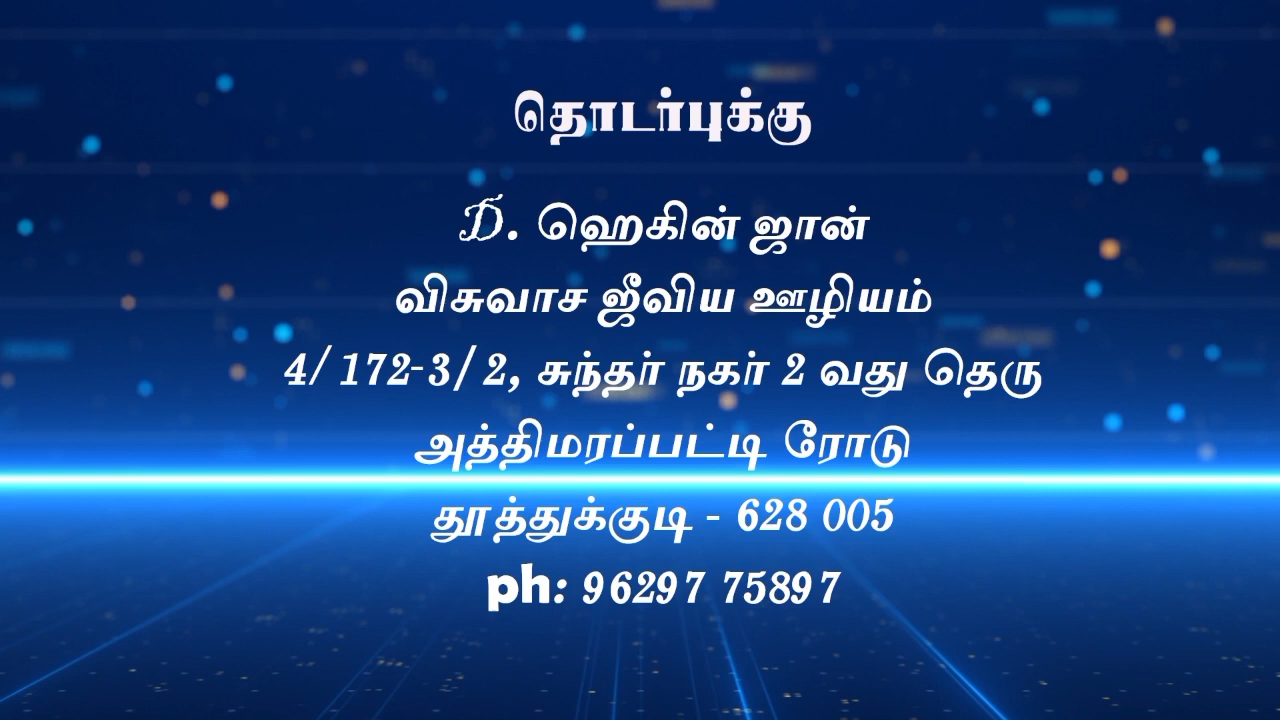 தொடர்புக்கு
D. ஹெகின் ஜான்
விசுவாச ஜீவிய ஊழியம்
4/172-3/2, சுந்தர் நகர் 2 வது தெரு
அத்திமரப்பட்டி ரோடு
தூத்துக்குடி - 628 005
ph: 96297 75897